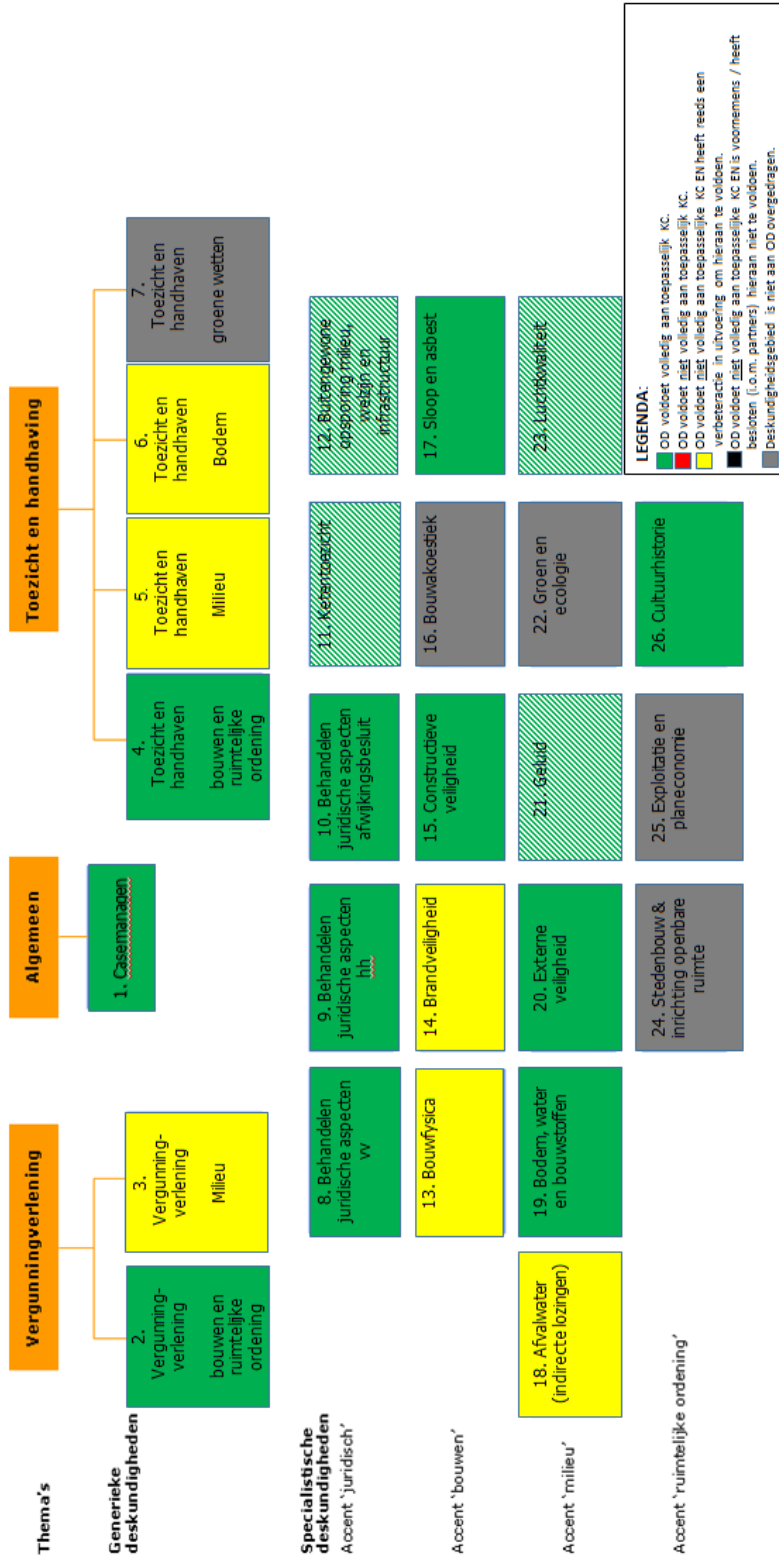 Thema's
Vergunningverlening
Algemeen
Toezicht en handhaving
Generieke
deskundigheden
2.
Vergunning-
verlening
bouwen en
ruimtelijke
ordening
3.
Vergunning-
verlening
Milieu
1. Casemanagen
4.
Toezicht en
handhaven
bouwen en
ruimtelijke
ordening
5.
Toezicht en
handhaven
Milieu
6.
Toezicht en
handhaven
Bodem
7.
Toezicht en
handhaven
groene wetten
Specialistische
deskundigheden
Accent 'juridisch'
8. Behandelen
juridische aspecten
vv
9. Behandelen
juridische aspecten
hh
10. Behandelen
juridische aspecten
afwijkingsbesluit
11. Ketentoezicht
12. Buitengewone
opsporing milieu,
welzijn en
infrastructuur
Accent 'bouwen'
13. Bouwfysica
14. Brandveiligheid
15. Constructieve
veiligheid
16. Bouwakoestiek
17. Sloop en asbest
Accent 'milieu'
18. Afvalwater
(indirecte lozingen)
19. Bodem, water
en bouwstoffen
20. Externe
veiligheid
21. Geluid
22. Groen en
ecologie
23. Luchtkwaliteit
Accent 'ruimtelijke ordening'
24. Stedenbouw &
inrichting openbare
ruimte
25. Exploitatie en
planeconomie
26. Cultuurhistorie
LEGENDA:
OD voldoet volledig aan toepasselijk KC.
OD voldoet niet volledig aan toepasselijk KC.
OD voldoet niet volledig aan toepasselijke KC EN heeft reeds een
verbeteractie in uitvoering om hieraan te voldoen.
OD voldoet niet volledig aan toepasselijke KC EN is voornemens / heeft
besloten (i.o.m. partners) hieraan niet te voldoen.
Deskundigheidsgebied is niet aan OD overgedragen.